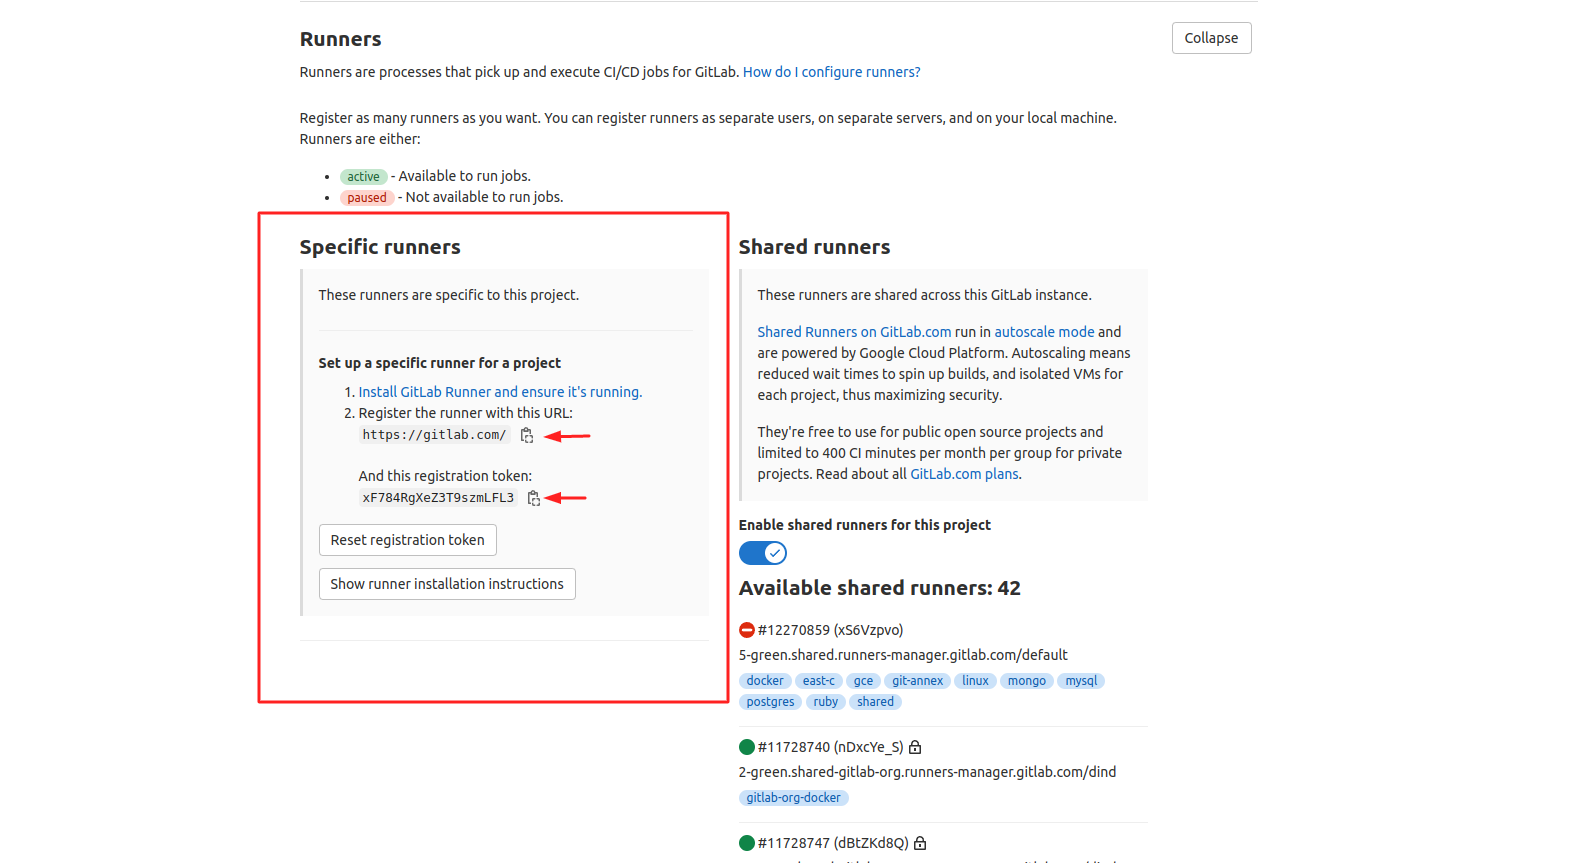 Runners
Collapse
Runners are processes that pick up and execute CI/CD jobs for GitLab. How do I configure runners?
Register as many runners as you want. You can register runners as separate users, on separate servers, and on your local machine.
Runners are either:
active - Available to run jobs.
paused - Not available to run jobs.
Specific runners
These runners are specific to this project.
Set up a specific runner for a project
1. Install GitLab Runner and ensure it's running.
2. Register the runner with this URL:
https://gitlab.com/
And this registration token:
xF784RgXeZ3T9szmLFL3
Reset registration token
Show runner installation instructions
Shared runners
These runners are shared across this GitLab instance.
Shared Runners on GitLab.com run in autoscale mode and
are powered by Google Cloud Platform. Autoscaling means
reduced wait times to spin up builds, and isolated VMs for
each project, thus maximizing security.
They're free to use for public open source projects and
limited to 400 CI minutes per month per group for private
projects. Read about all GitLab.com plans.
Enable shared runners for this project
Available shared runners: 42
#12270859 (xS6Vzpvo)
5-green.shared.runners-manager.gitlab.com/default
docker east-c gce git-annex linux mongo mysql
postgres ruby shared
#11728740 (nDxcYe_S)
2-green.shared-gitlab-org.runners-manager.gitlab.com/dind
gitlab-org-docker
#11728747 (dBtZKd8Q)